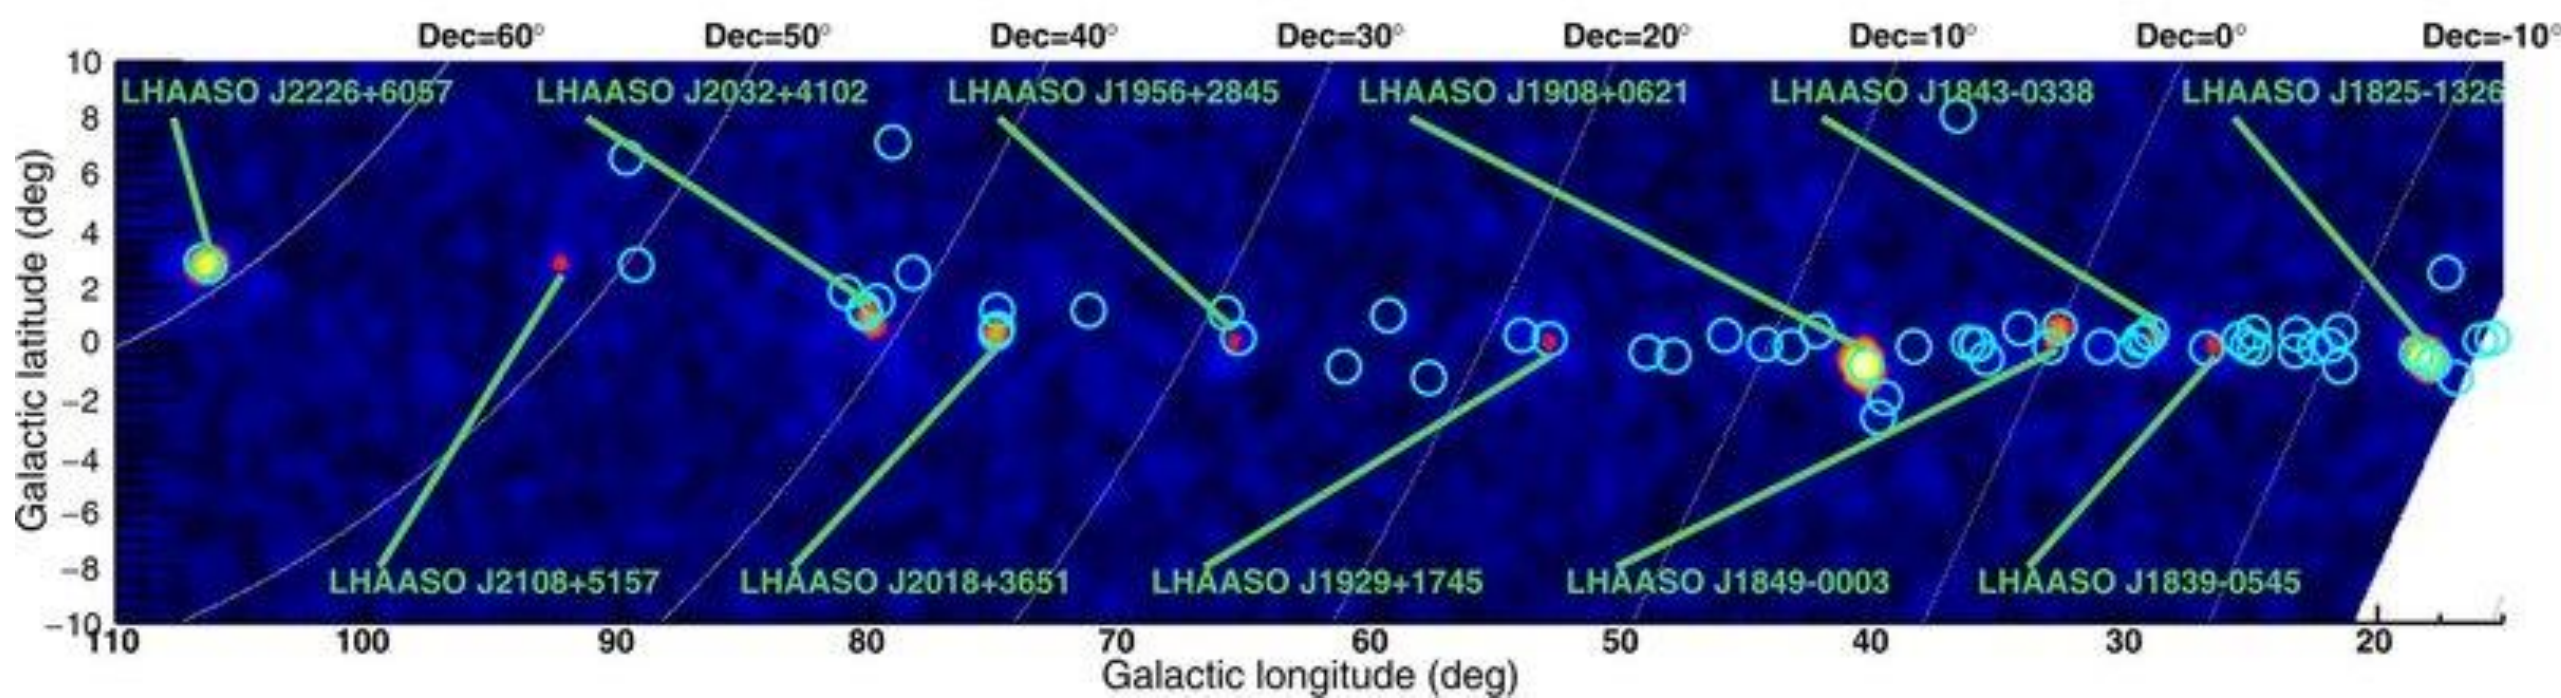 Dec=60° Dec=50° Dec=40° Dec=30° Dec=20° Dec=10° Dec=0° Dec=-10°
LHAASO J2226+6057 LHAASO J2032+4102 LHAASO J1956+2845 LHAASO J1908+0621 LHAASO J1843-0338 LHAASO J1825-1326
10
8
6
4
2
0
−2
−4
−6
−8
−10
Galactic latitude (deg)
LHAASO J2108+5157 LHAASO J2018+3651 LHAASO J1929+1745 LHAASO J1849-0003 LHAASO J1839-0545
110 100 90 80 70 60 50 40 30 20
Galactic longitude (deg)